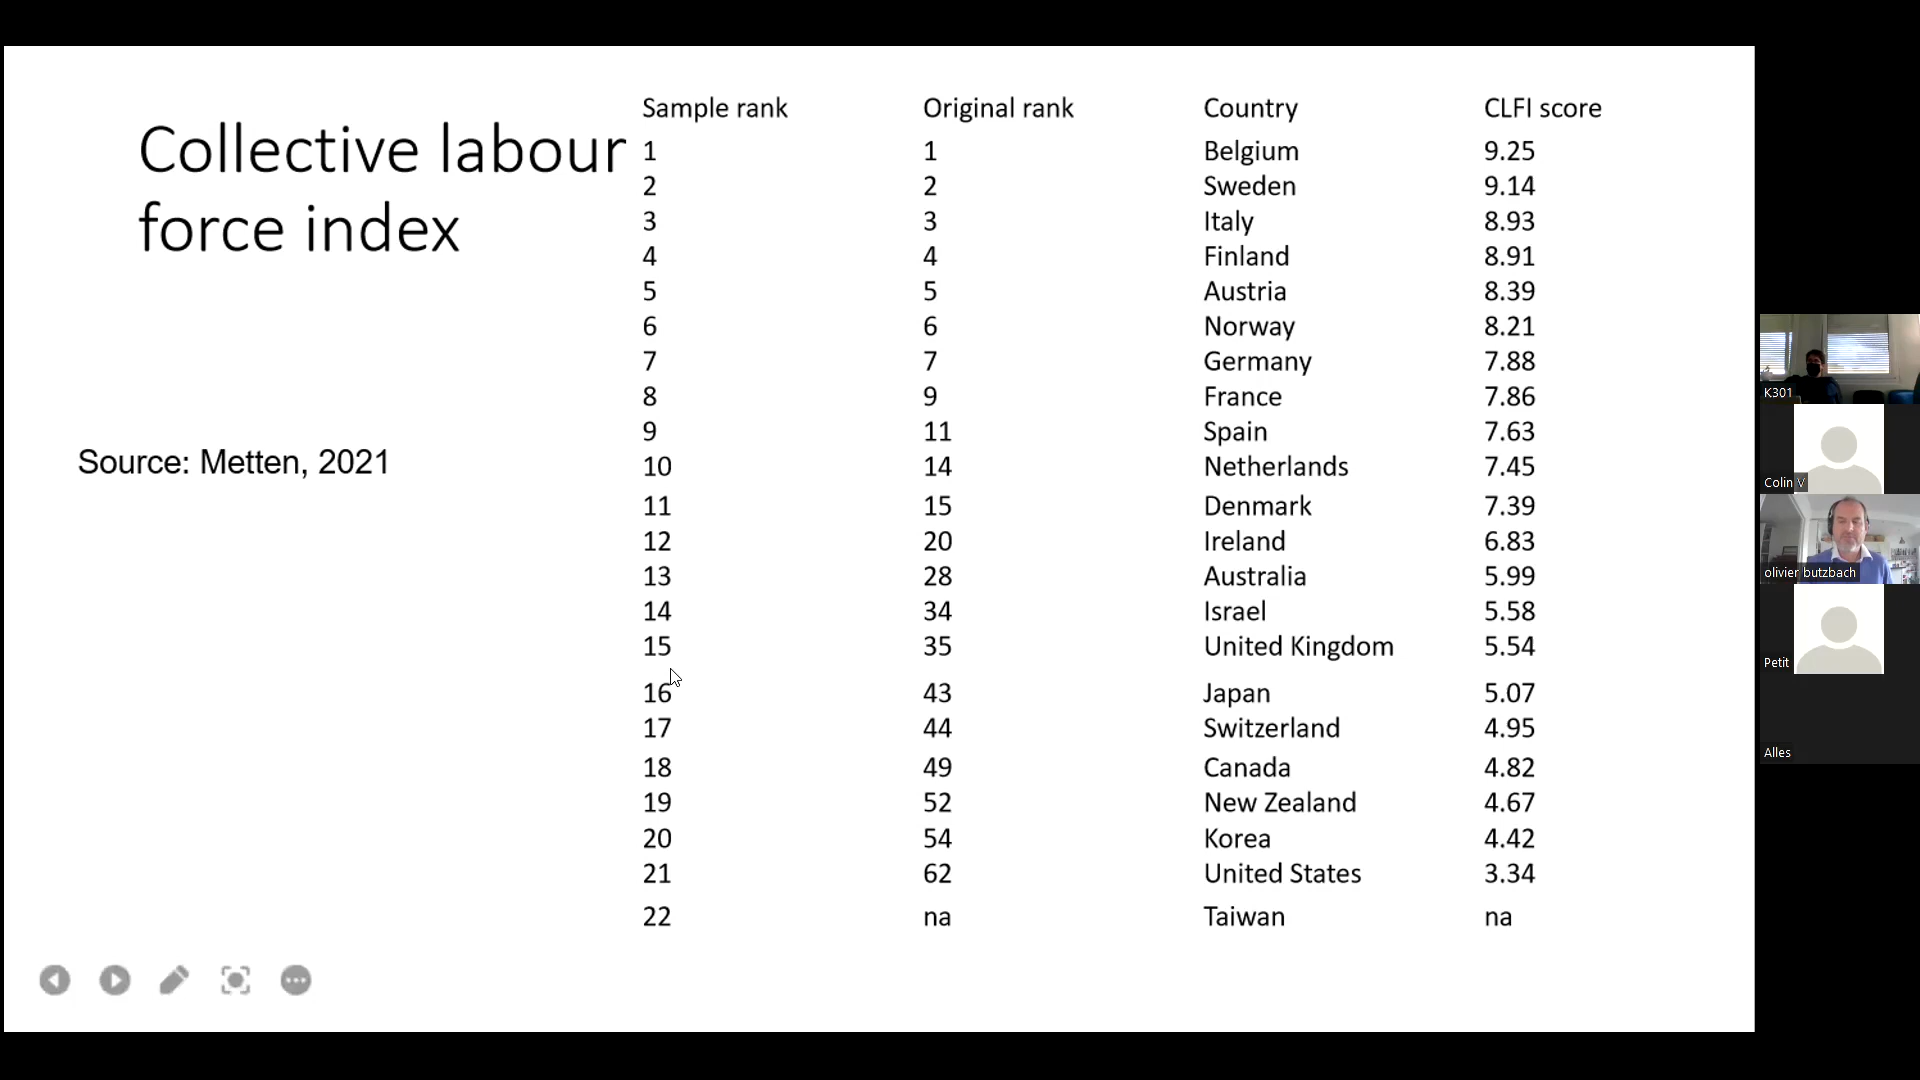 Collective labour
force index
Source: Metten, 2021
Sample rank Original rank Country CLFI score
1 1 Belgium 9.25
2 2 Sweden 9.14
3 3 Italy 8.93
4 4 Finland 8.91
5 5 Austria 8.39
6 6 Norway 8.21
7 7 Germany 7.88
8 9 France 7.86
9 11 Spain 7.63
10 14 Netherlands 7.45
11 15 Denmark 7.39
12 20 Ireland 6.83
13 28 Australia 5.99
14 34 Israel 5.58
15 35 United Kingdom 5.54
16 43 Japan 5.07
17 44 Switzerland 4.95
18 49 Canada 4.82
19 52 New Zealand 4.67
20 54 Korea 4.42
21 62 United States 3.34
22 na Taiwan na
K301
Colin V
olivier butzbach
Petit
Alles